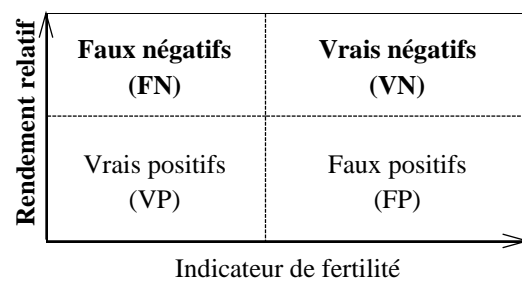 Rendement relatif
Faux négatifs
(FN)
Vrais négatifs
(VN)
Vrais positifs
(VP)
Faux positifs
(FP)
Indicateur de fertilité